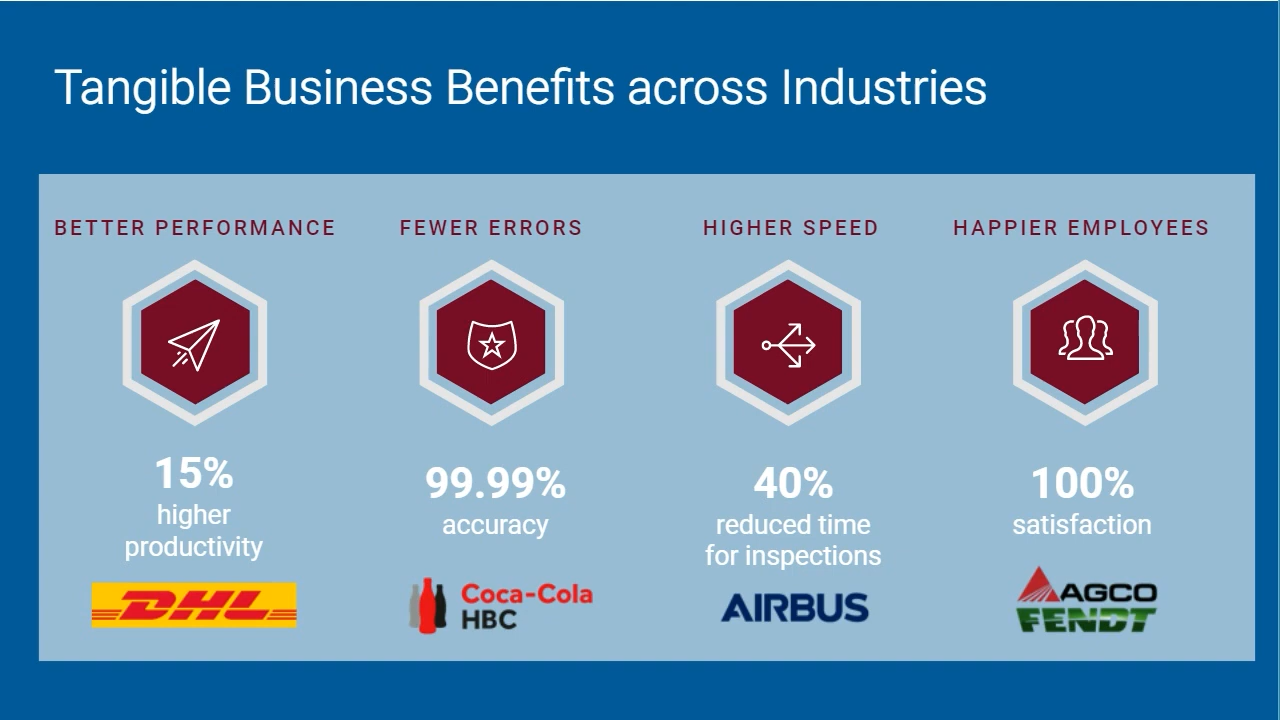 Tangible Business Benefits across Industries
BETTER PERFORMANCE
15%
higher
productivity
DHL
FEWER ERRORS
99.99%
accuracy
Coca-Cola
HBC
HIGHER SPEED
40%
reduced time
for inspections
AIRBUS
HAPPIER EMPLOYEES
100%
satisfaction
AGCO
FENDT